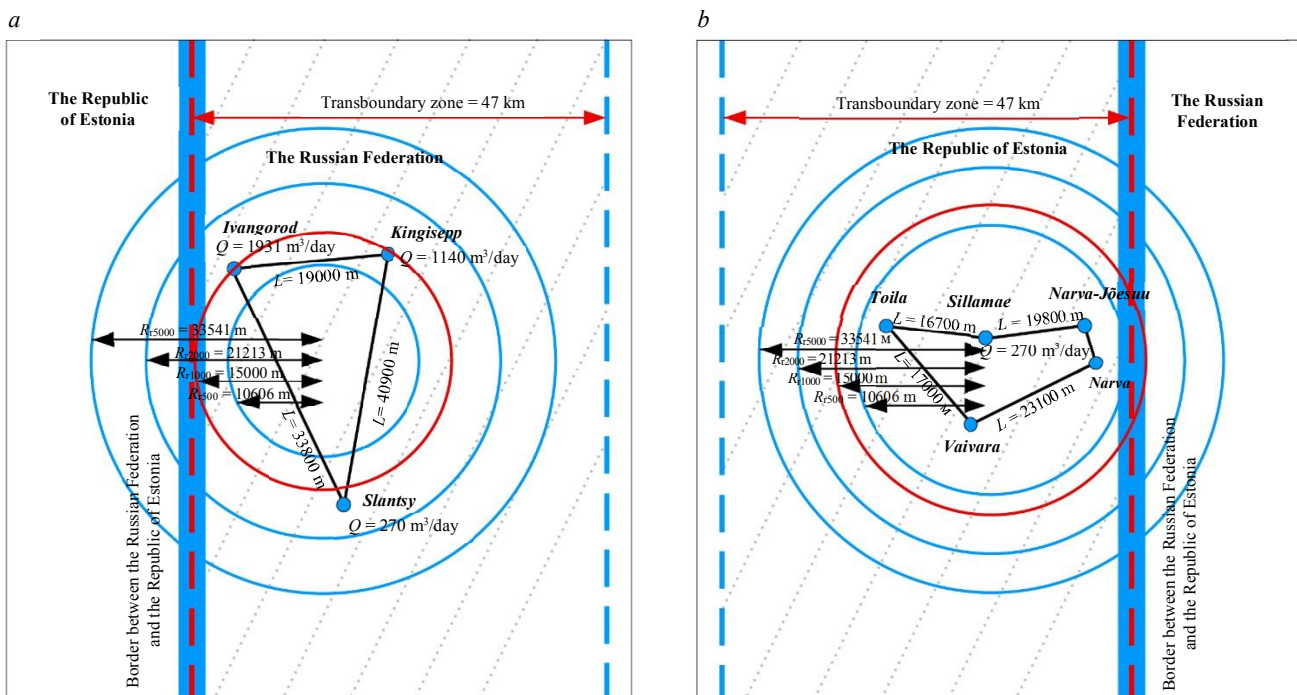 a
The Republic
of Estonia
Transboundary zone = 47 km
The Russian Federation
Ivangorod
Q = 1931 m³/day
Kingisepp
Q = 1140 m³/day
L= 19000 m
Rr5000 = 33541 m
Rr2000 = 21213 m
Rr1000 = 15000 m
Rr500 = 10606 m
L= 40900 m
L= 33800 m
Slantsy
Q = 270 m³/day
Border between the Russian Federation
and the Republic of Estonia
b
Transboundary zone = 47 km
The Russian
Federation
The Republic of Estonia
Toila
Sillamae
Narva-Jõesuu
L = 16700 m
L = 19800 m
Rr5000 = 33541 м
Q = 270 m³/day
Rr2000 = 21213 m
Rr1000 = 15000 m
Rr500 = 10606 m
L = 17000 м
Narva
L = 23100 m
Vaivara
Border between the Russian Federation
and the Republic of Estonia